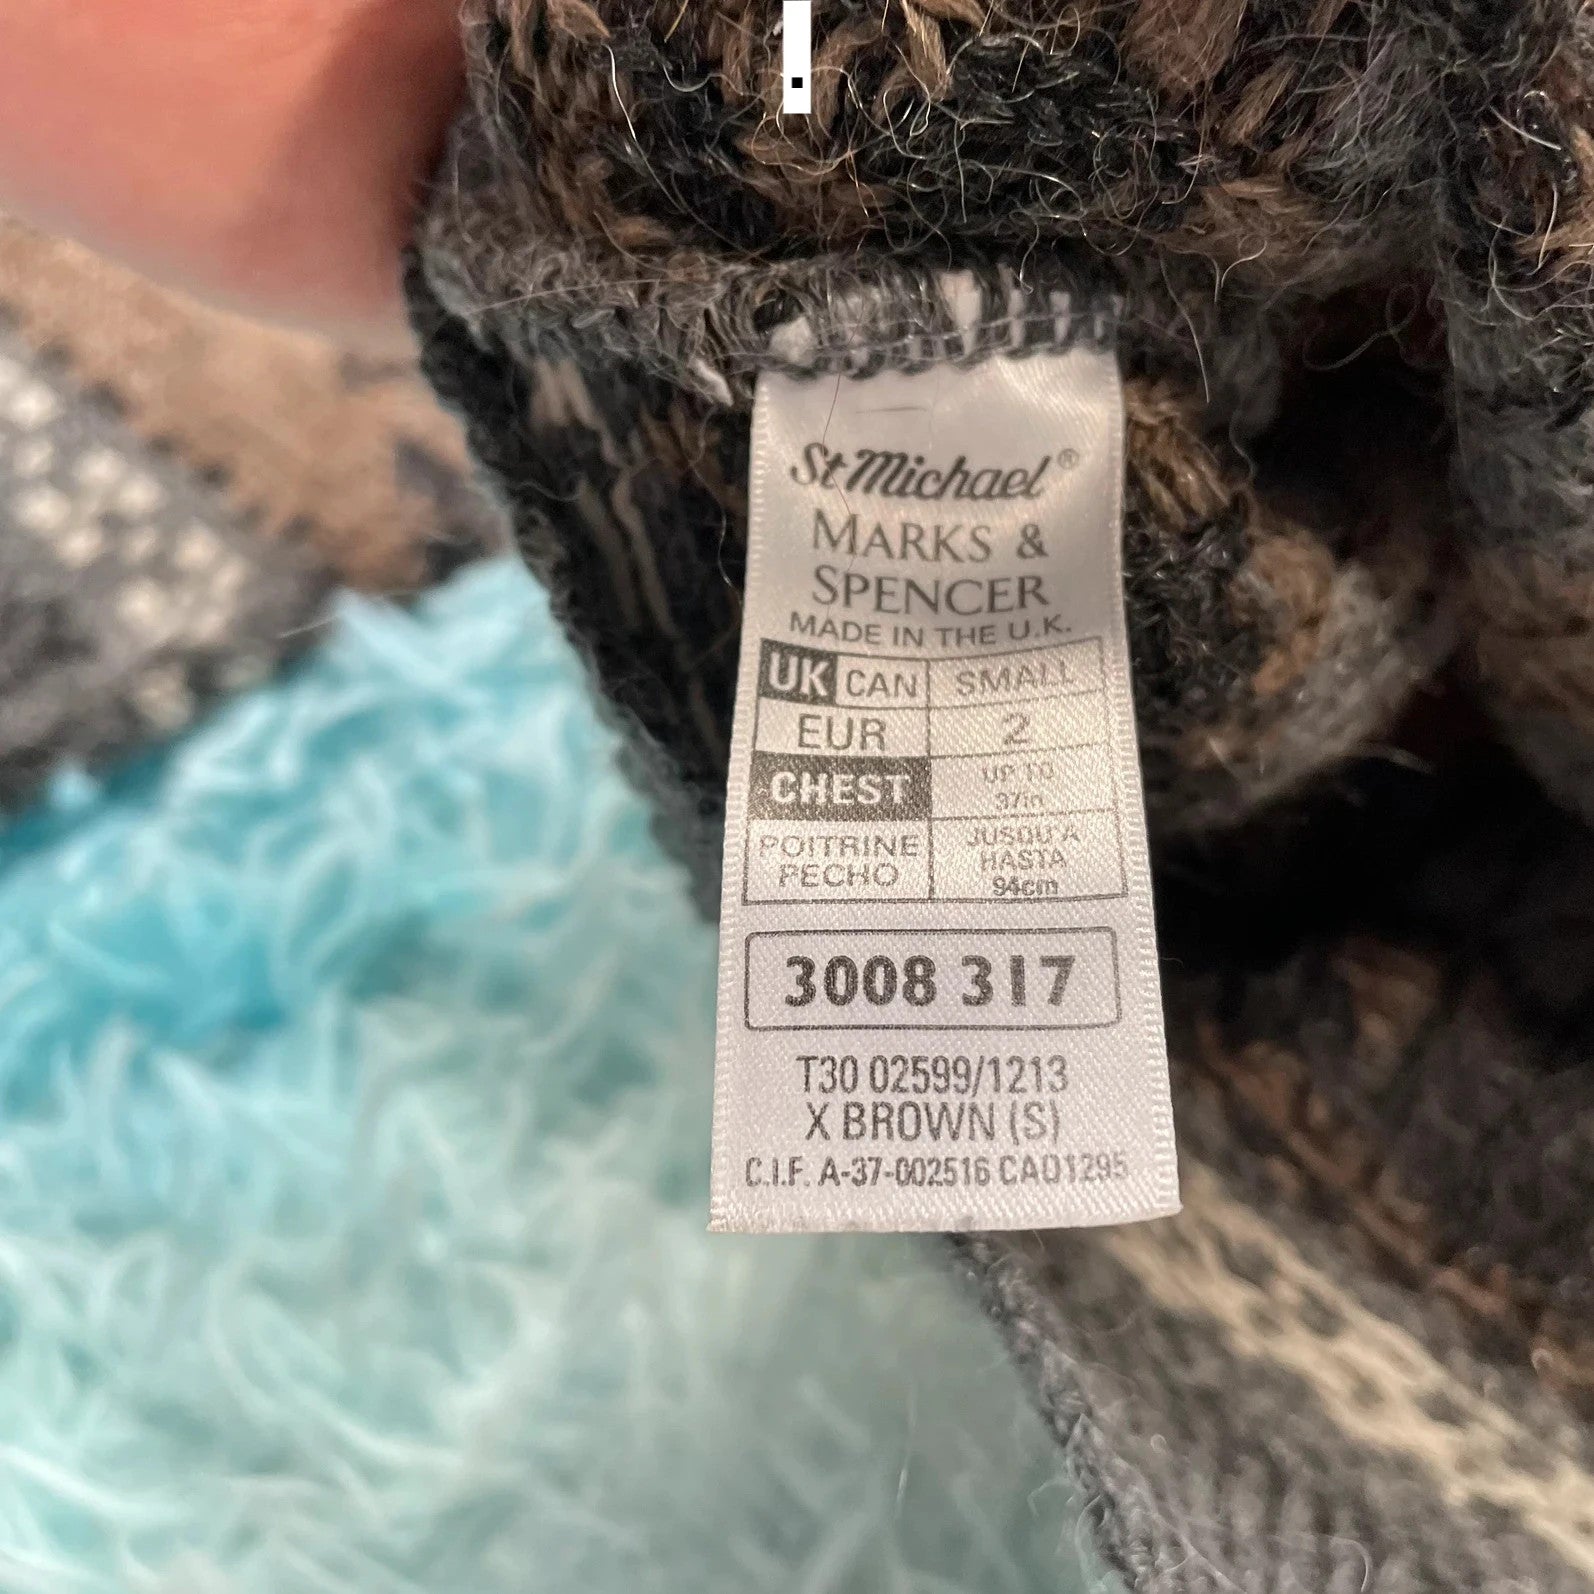 St Michael®
MARKS &
SPENCER
MADE IN THE U.K.
UK CAN SMALL
EUR 2
CHEST UP TO
37in
POITRINE JUSQU'A
PECHO HASTA
94cm
3008 317
T30 02599/1213
X BROWN (S)
C.I.F. A-37-002516 CA01295